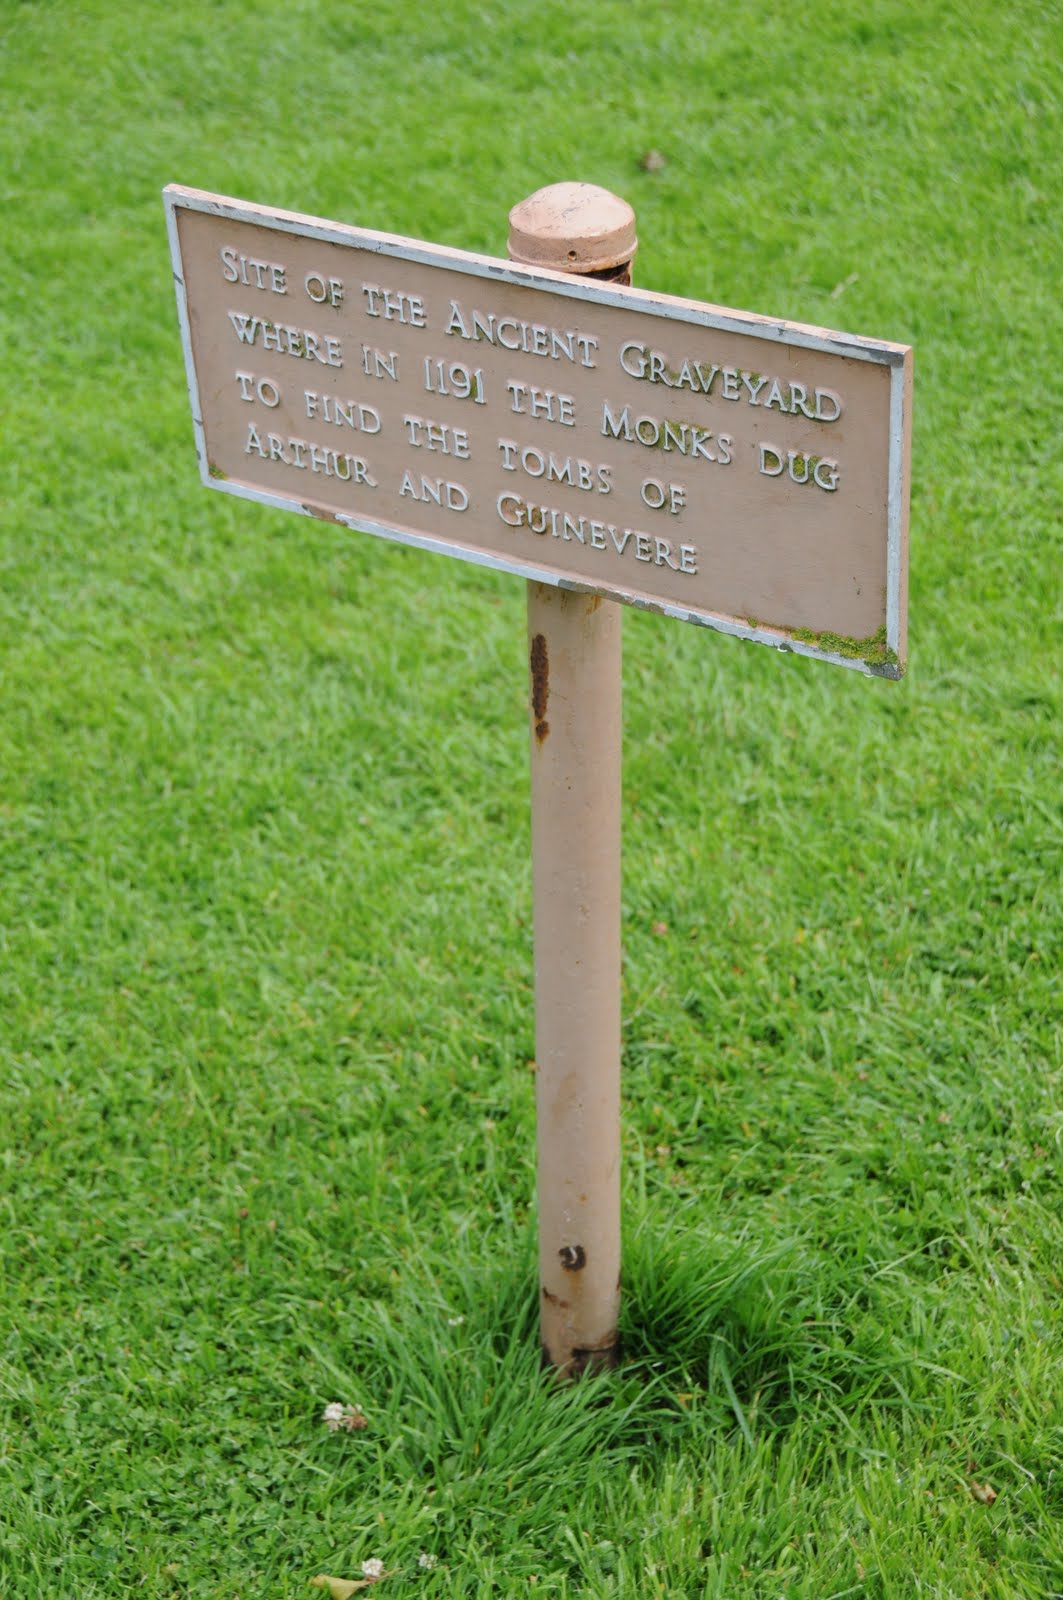 Site of the Ancient Graveyard
where in 1191 the Monks dug
to find the tombs of
Arthur and Guinevere